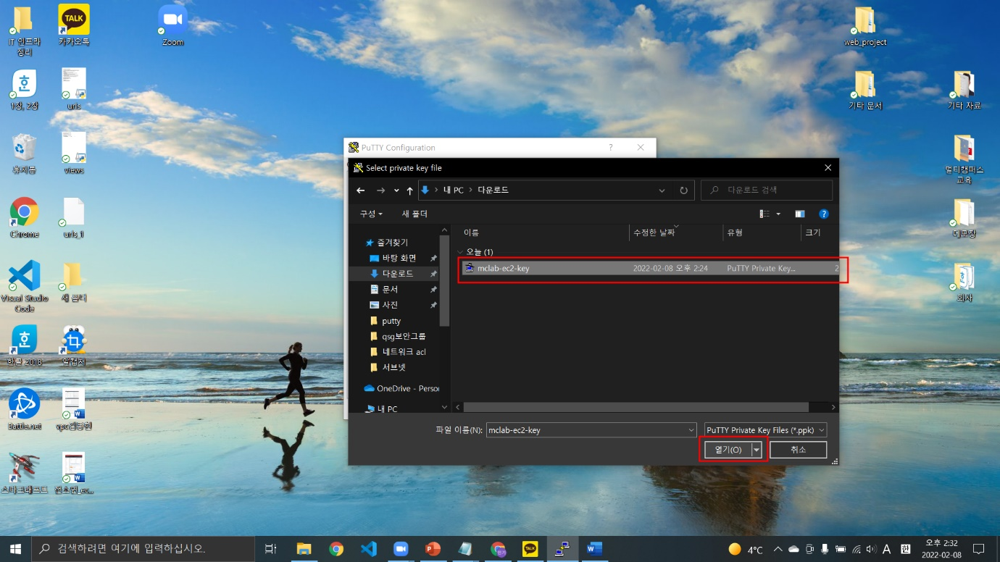 IT 인프라
정리
카카오톡
Zoom
web_project
1장, 2장
urls
기타 문서
기타 자료
휴지통
views
멀티캠퍼스
교육
Chrome
urls_1
메모장
Visual Studio
Code
새 폴더
회사
한글 2018
알캡처
Battle.net
스타크래프트
TALK
PuTTY Configuration
?
Select private key file
내 PC
다운로드
다운로드 검색
구성
새 폴더
이름
수정한 날짜
유형
크기
즐겨찾기
바탕 화면
다운로드
문서
사진
putty
qsg보안그룹
네트워크 acl
서브넷
OneDrive - Person
내 PC
오늘 (1)
mclab-ec2-key
2022-02-08 오후 2:24
PuTTY Private Key...
2
파일 이름(N):
mclab-ec2-key
PuTTY Private Key Files (*.ppk)
열기(O)
취소
검색하려면 여기에 입력하십시오.
4°C
A
한
오후 2:32
2022-02-08